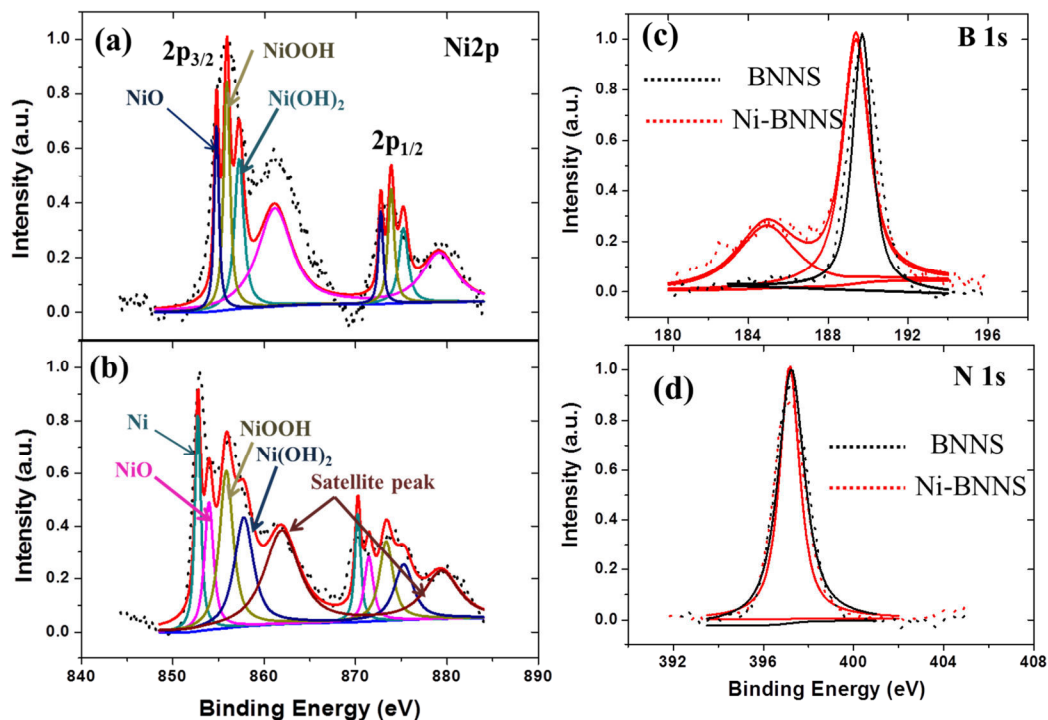 (a)
2p3/2
NiOOH
Ni2p
NiO
Ni(OH)2
2p1/2
Intensity (a.u.)
1.0
0.8
0.6
0.4
0.2
0.0
(b)
Ni
NiOOH
NiO
Ni(OH)2
Satellite peak
Intensity (a.u.)
1.0
0.8
0.6
0.4
0.2
0.0
840 850 860 870 880 890
Binding Energy (eV)
(c)
B 1s
BNNS
Ni-BNNS
Intensity (a.u.)
1.0
0.8
0.6
0.4
0.2
0.0
180 184 188 192 196
(d)
N 1s
BNNS
Ni-BNNS
Intensity (a.u.)
1.0
0.8
0.6
0.4
0.2
0.0
392 396 400 404 408
Binding Energy (eV)